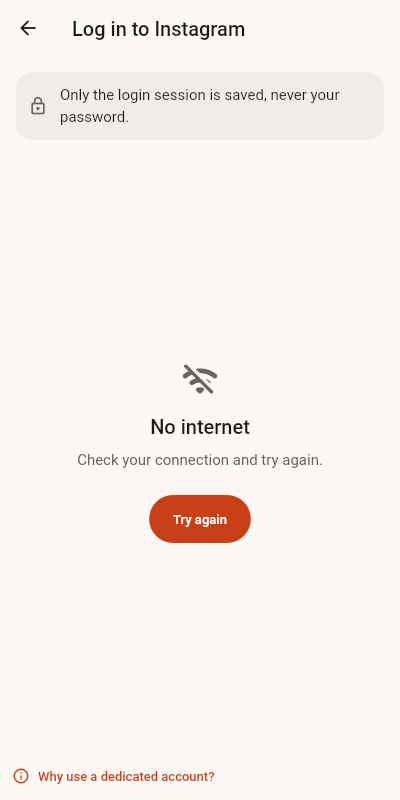 Log in to Instagram
Only the login session is saved, never your
password.
No internet
Check your connection and try again.
Try again
Why use a dedicated account?